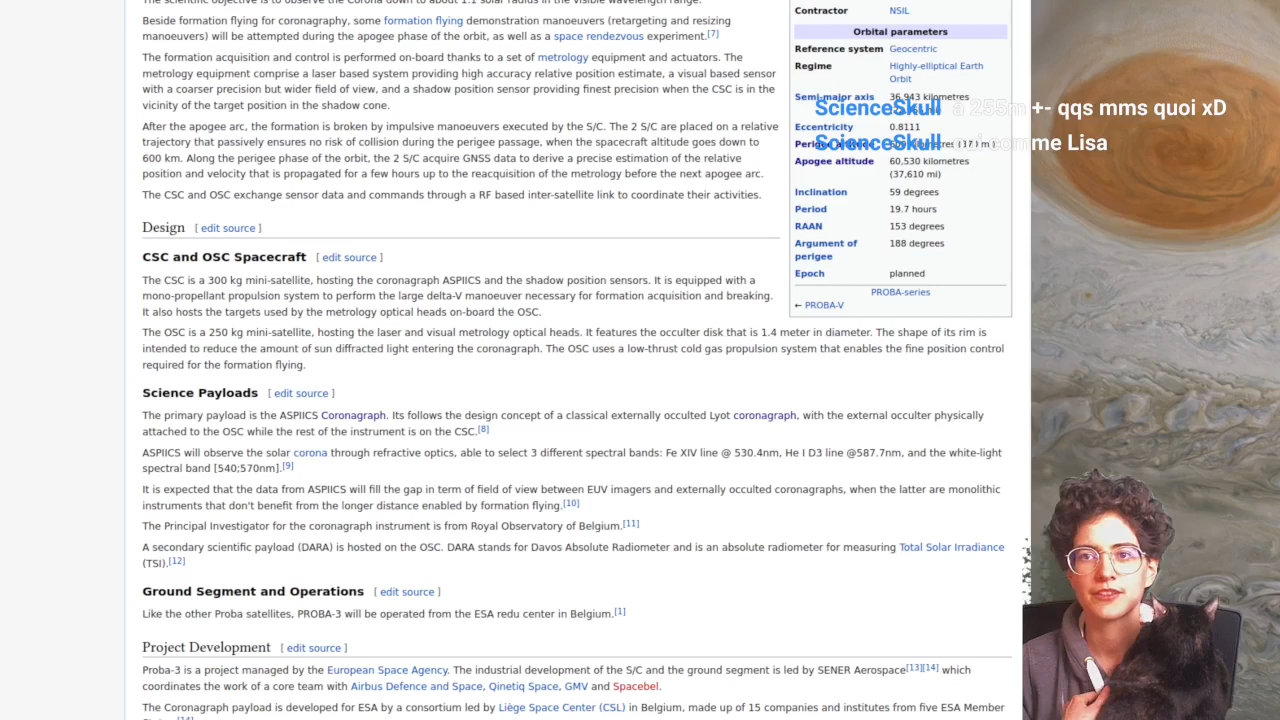 The scientific objective is to observe the Corona down to about 1.1 solar radius in the visible wavelength range.
Beside formation flying for coronagraphy, some formation flying demonstration manoeuvers (retargeting and resizing
manoeuvers) will be attempted during the apogee phase of the orbit, as well as a space rendezvous experiment.[7]
The formation acquisition and control is performed on-board thanks to a set of metrology equipment and actuators. The
metrology equipment comprise a laser based system providing high accuracy relative position estimate, a visual based sensor
with a coarser precision but wider field of view, and a shadow position sensor providing finest precision when the CSC is in the
vicinity of the target position in the shadow cone.
After the apogee arc, the formation is broken by impulsive manoeuvers executed by the S/C. The 2 S/C are placed on a relative
trajectory that passively ensures no risk of collision during the perigee passage, when the spacecraft altitude goes down to
600 km. Along the perigee phase of the orbit, the 2 S/C acquire GNSS data to derive a precise estimation of the relative
position and velocity that is propagated for a few hours up to the reacquisition of the metrology before the next apogee arc.
The CSC and OSC exchange sensor data and commands through a RF based inter-satellite link to coordinate their activities.
Contractor NSIL
Orbital parameters
Reference system Geocentric
Regime Highly-elliptical Earth
Orbit
Semi-major axis 36,943 kilometres
ScienceSkull a 255m +- qqs mms quoi xD
Eccentricity 0.8111
ScienceSkull comme Lisa
Perigee altitude
Apogee altitude 60,530 kilometres
(37,610 mi)
Inclination 59 degrees
Period 19.7 hours
RAAN 153 degrees
Argument of 188 degrees
perigee
Epoch planned
PROBA-series
← PROBA-V
Design [ edit source ]
CSC and OSC Spacecraft [ edit source ]
The CSC is a 300 kg mini-satellite, hosting the coronagraph ASPIICS and the shadow position sensors. It is equipped with a
mono-propellant propulsion system to perform the large delta-V manoeuver necessary for formation acquisition and breaking.
It also hosts the targets used by the metrology optical heads on-board the OSC.
The OSC is a 250 kg mini-satellite, hosting the laser and visual metrology optical heads. It features the occulter disk that is 1.4 meter in diameter. The shape of its rim is
intended to reduce the amount of sun diffracted light entering the coronagraph. The OSC uses a low-thrust cold gas propulsion system that enables the fine position control
required for the formation flying.
Science Payloads [ edit source ]
The primary payload is the ASPIICS Coronagraph. Its follows the design concept of a classical externally occulted Lyot coronagraph, with the external occulter physically
attached to the OSC while the rest of the instrument is on the CSC.[8]
ASPIICS will observe the solar corona through refractive optics, able to select 3 different spectral bands: Fe XIV line @ 530.4nm, He I D3 line @587.7nm, and the white-light
spectral band [540;570nm].[9]
It is expected that the data from ASPIICS will fill the gap in term of field of view between EUV imagers and externally occulted coronagraphs, when the latter are monolithic
instruments that don't benefit from the longer distance enabled by formation flying.[10]
The Principal Investigator for the coronagraph instrument is from Royal Observatory of Belgium.[11]
A secondary scientific payload (DARA) is hosted on the OSC. DARA stands for Davos Absolute Radiometer and is an absolute radiometer for measuring Total Solar Irradiance
(TSI).[12]
Ground Segment and Operations [ edit source ]
Like the other Proba satellites, PROBA-3 will be operated from the ESA redu center in Belgium.[1]
Project Development [ edit source ]
Proba-3 is a project managed by the European Space Agency. The industrial development of the S/C and the ground segment is led by SENER Aerospace[13][14] which
coordinates the work of a core team with Airbus Defence and Space, Qinetiq Space, GMV and Spacebel.
The Coronagraph payload is developed for ESA by a consortium led by Liège Space Center (CSL) in Belgium, made up of 15 companies and institutes from five ESA Member